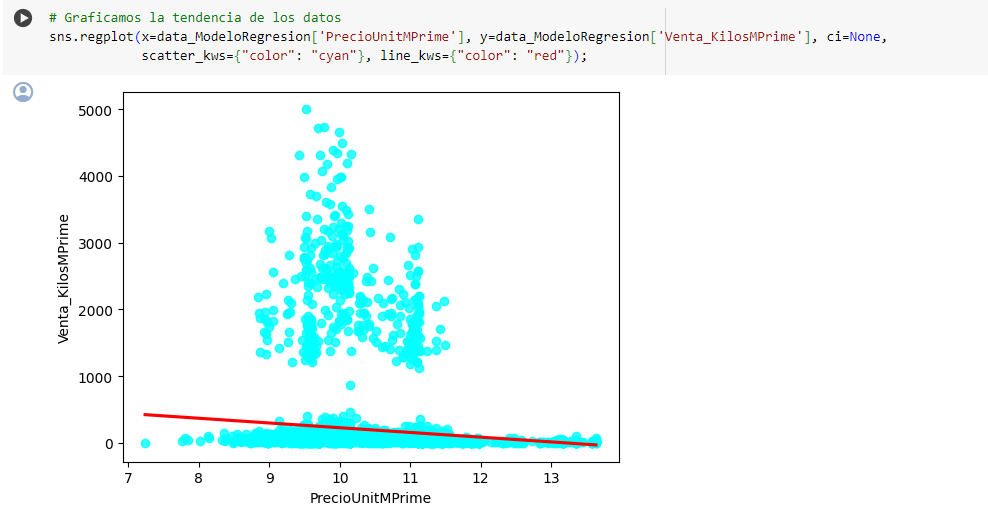 # Graficamos la tendencia de los datos
sns.regplot(x=data_ModeloRegresion['PrecioUnitMPrime'], y=data_ModeloRegresion['Venta_KilosMPrime'], ci=None,
scatter_kws={"color": "cyan"}, line_kws={"color": "red"});
5000
4000
3000
2000
1000
0
Venta_KilosMPrime
7 8 9 10 11 12 13
PrecioUnitMPrime